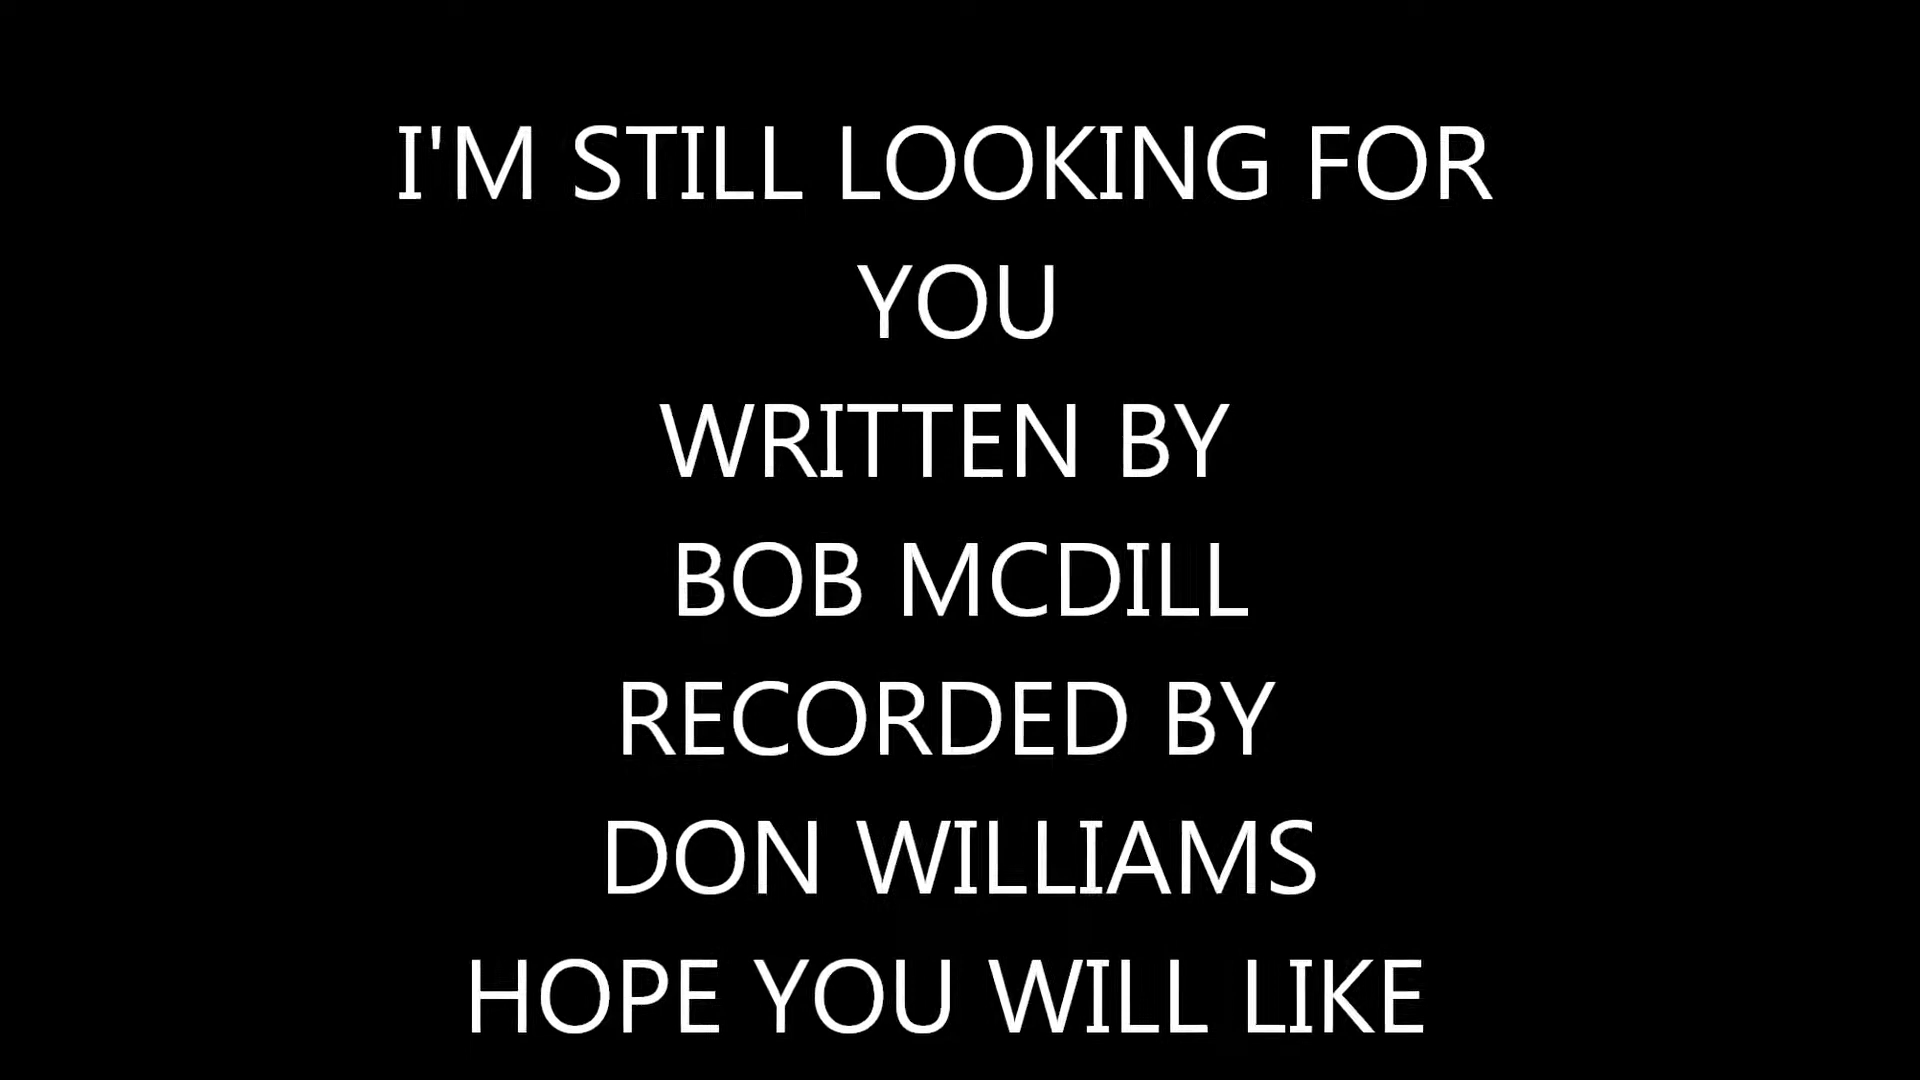 I'M STILL LOOKING FOR
YOU
WRITTEN BY
BOB MCDILL
RECORDED BY
DON WILLIAMS
HOPE YOU WILL LIKE